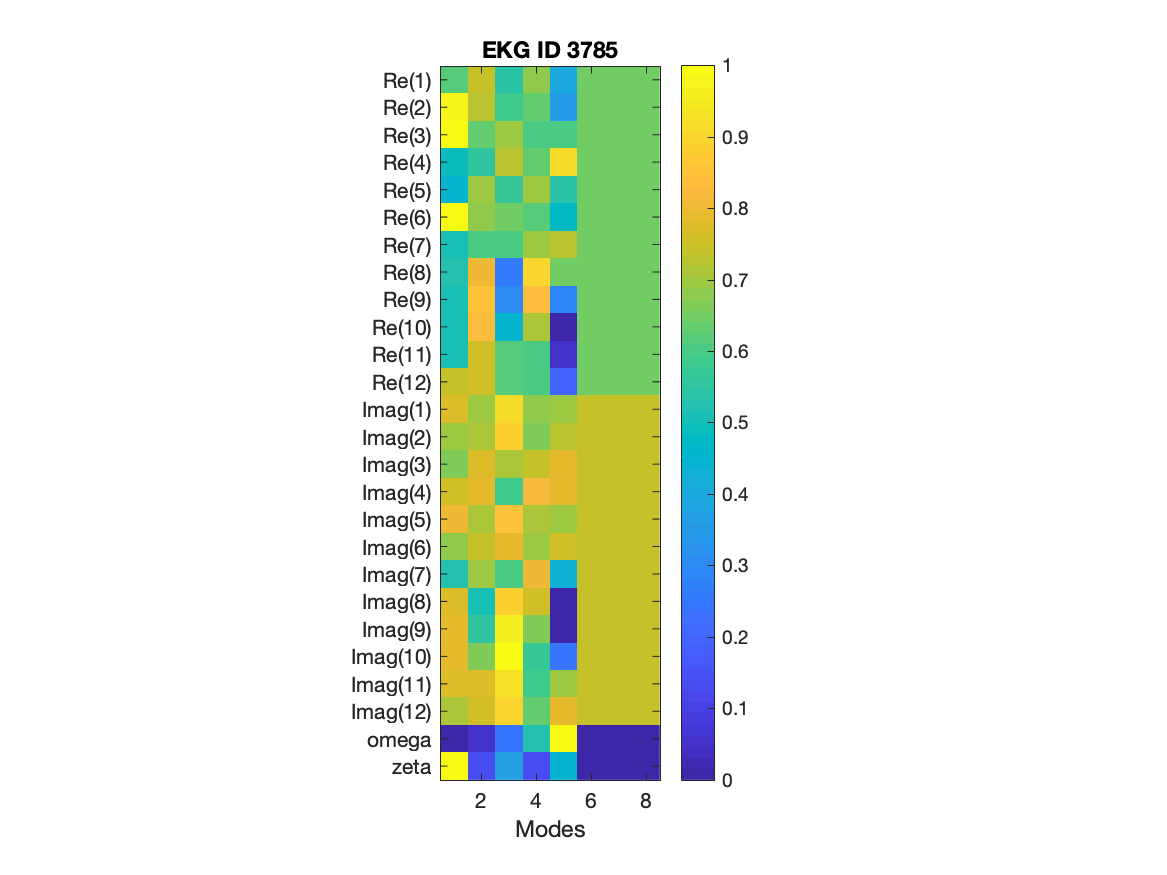 EKG ID 3785
Re(1)
Re(2)
Re(3)
Re(4)
Re(5)
Re(6)
Re(7)
Re(8)
Re(9)
Re(10)
Re(11)
Re(12)
Imag(1)
Imag(2)
Imag(3)
Imag(4)
Imag(5)
Imag(6)
Imag(7)
Imag(8)
Imag(9)
Imag(10)
Imag(11)
Imag(12)
omega
zeta
2 4 6 8
Modes
1
0.9
0.8
0.7
0.6
0.5
0.4
0.3
0.2
0.1
0